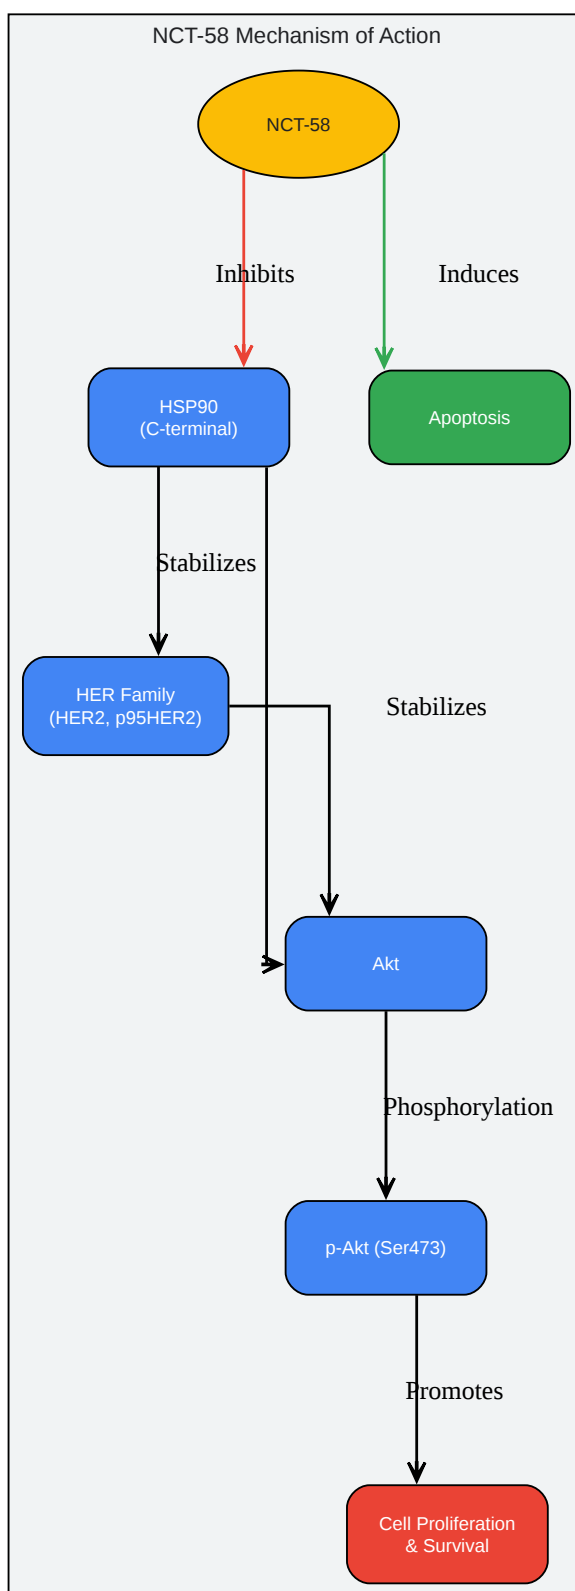 NCT-58 Mechanism of Action
NCT-58
Inhibits
Induces
HSP90
(C-terminal)
Apoptosis
Stabilizes
HER Family
(HER2, p95HER2)
Stabilizes
Akt
Phosphorylation
p-Akt (Ser473)
Promotes
Cell Proliferation
& Survival